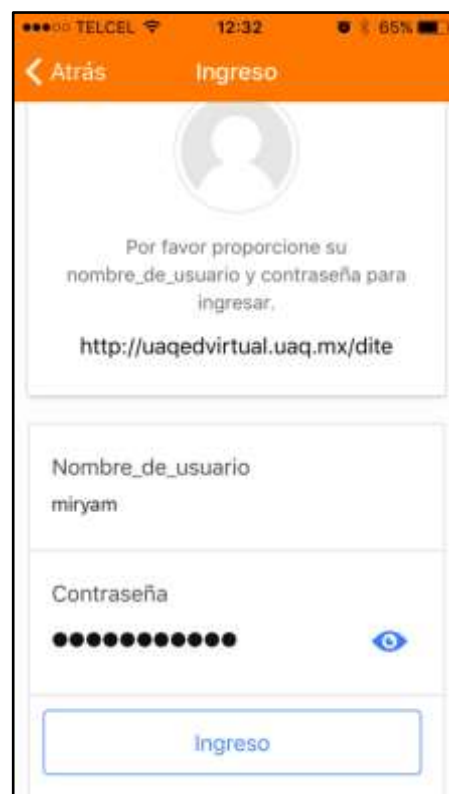 TELCEL 12:32 65%
Atrás Ingreso
Por favor proporcione su
nombre_de_usuario y contraseña para
ingresar.
http://uaqedvirtual.uaq.mx/dite
Nombre_de_usuario
miryam
Contraseña
●●●●●●●●●●●
Ingreso